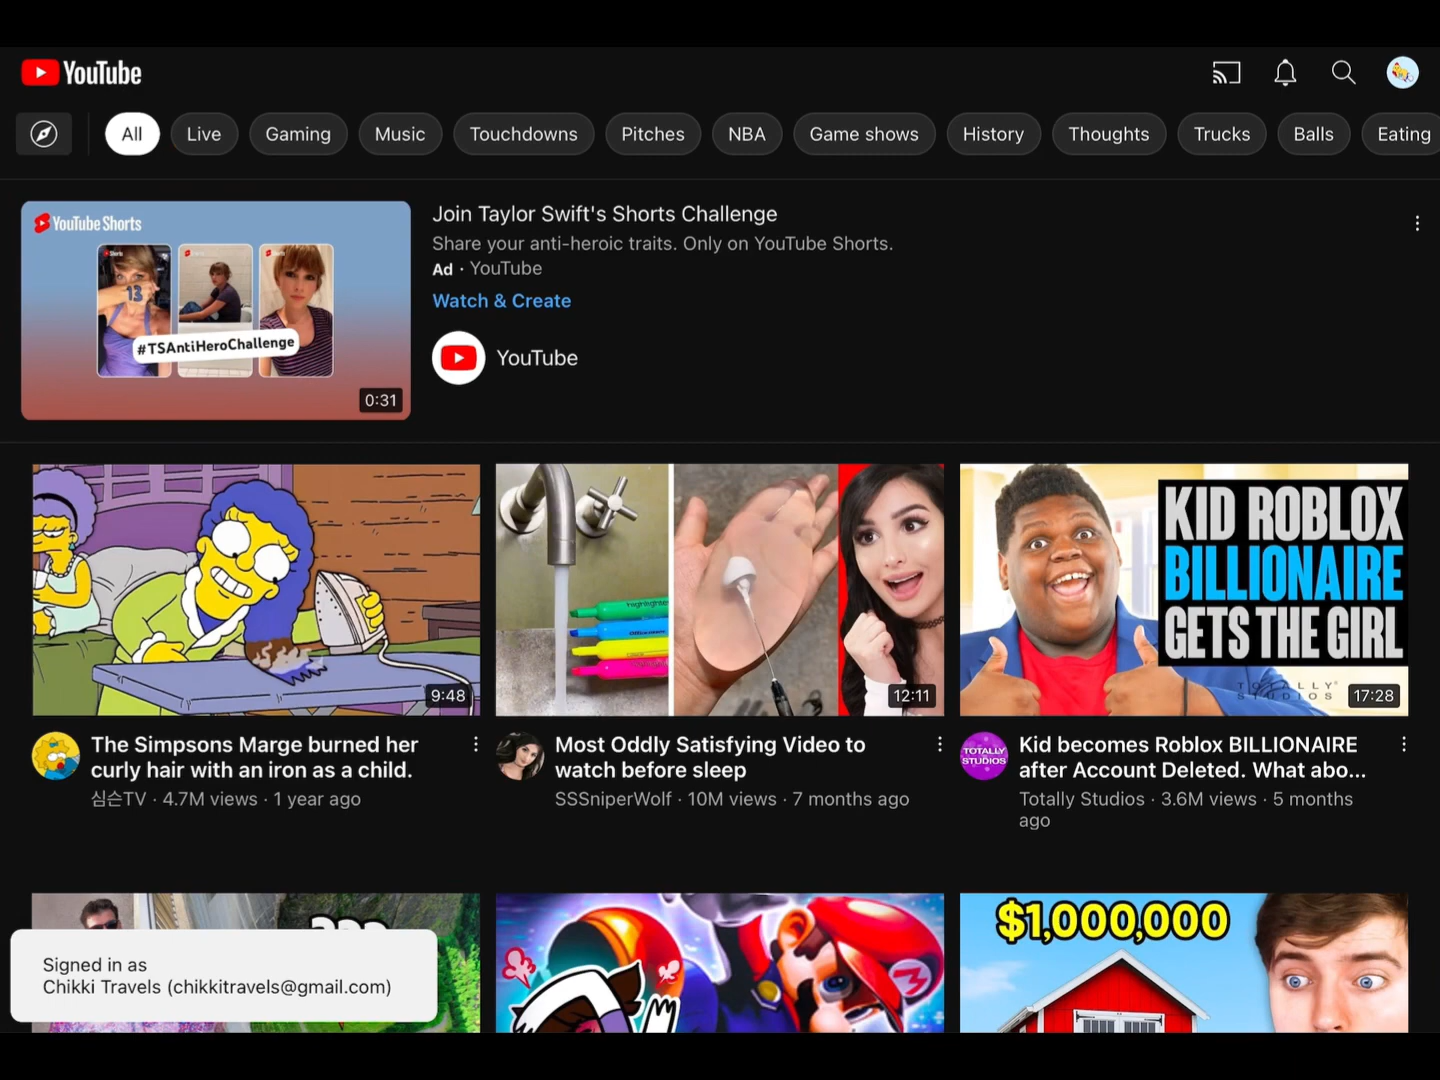 YouTube
All
Live
Gaming
Music
Touchdowns
Pitches
NBA
Game shows
History
Thoughts
Trucks
Balls
Eating
YouTube Shorts
13
#TSAntiHeroChallenge
0:31
Join Taylor Swift's Shorts Challenge
Share your anti-heroic traits. Only on YouTube Shorts.
Ad · YouTube
Watch & Create
YouTube
9:48
The Simpsons Marge burned her
curly hair with an iron as a child.
심슨TV · 4.7M views · 1 year ago
12:11
Most Oddly Satisfying Video to
watch before sleep
SSSniperWolf · 10M views · 7 months ago
KID ROBLOX
BILLIONAIRE
GETS THE GIRL
TOTALLY
STUDIOS
17:28
TOTALLY
STUDIOS
Kid becomes Roblox BILLIONAIRE
after Account Deleted. What abo...
Totally Studios · 3.6M views · 5 months
ago
M
$1,000,000
Signed in as
Chikki Travels (chikkitravels@gmail.com)